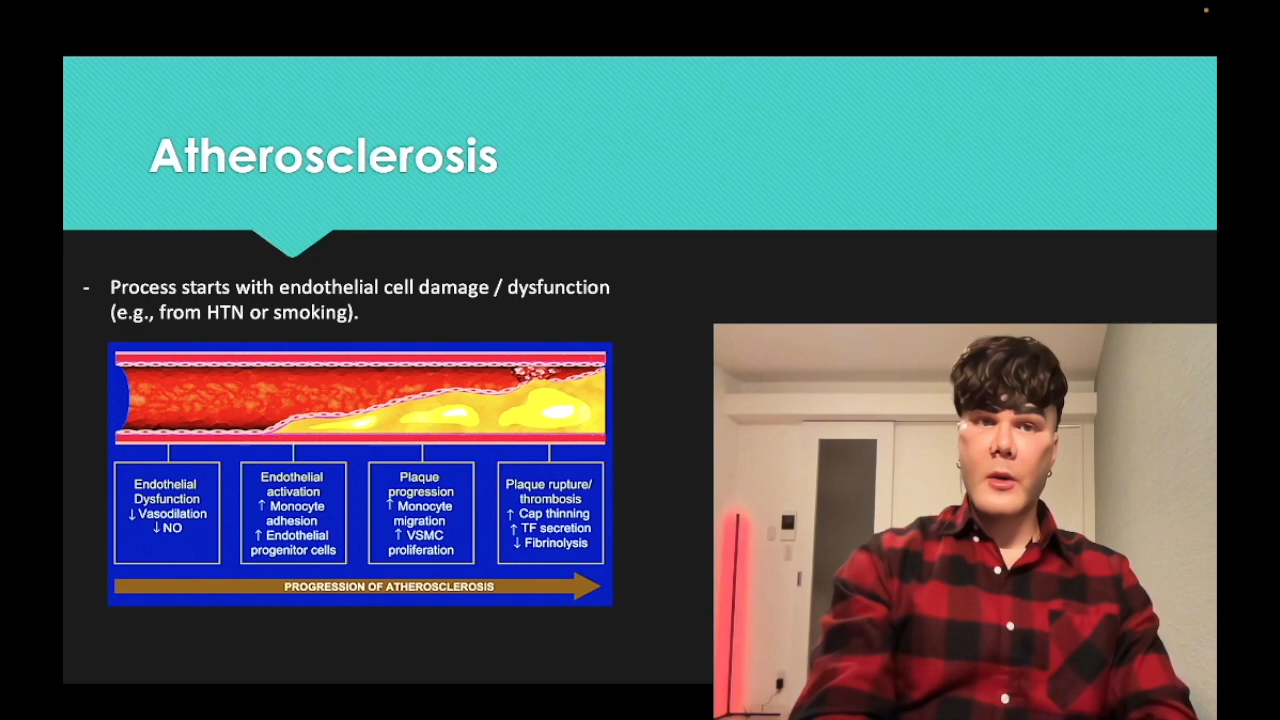 Atherosclerosis
- Process starts with endothelial cell damage / dysfunction
(e.g., from HTN or smoking).
Endothelial
Dysfunction
↓ Vasodilation
↓ NO
Endothelial
activation
↑ Monocyte
adhesion
↑ Endothelial
progenitor cells
Plaque
progression
↑ Monocyte
migration
↑ VSMC
proliferation
Plaque rupture/
thrombosis
↑ Cap thinning
↑ TF secretion
↓ Fibrinolysis
PROGRESSION OF ATHEROSCLEROSIS